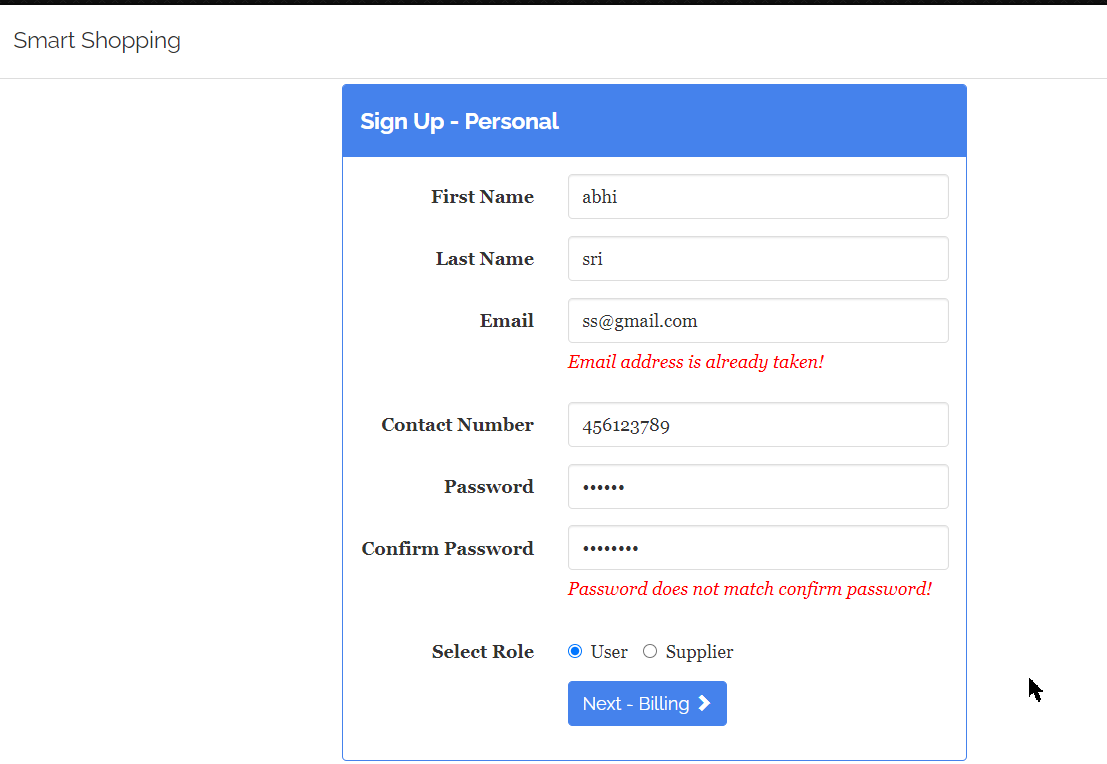 Smart Shopping
Sign Up - Personal
First Name abhi
Last Name sri
Email ss@gmail.com
Email address is already taken!
Contact Number 456123789
Password ••••••
Confirm Password ••••••••
Password does not match confirm password!
Select Role User Supplier
Next - Billing